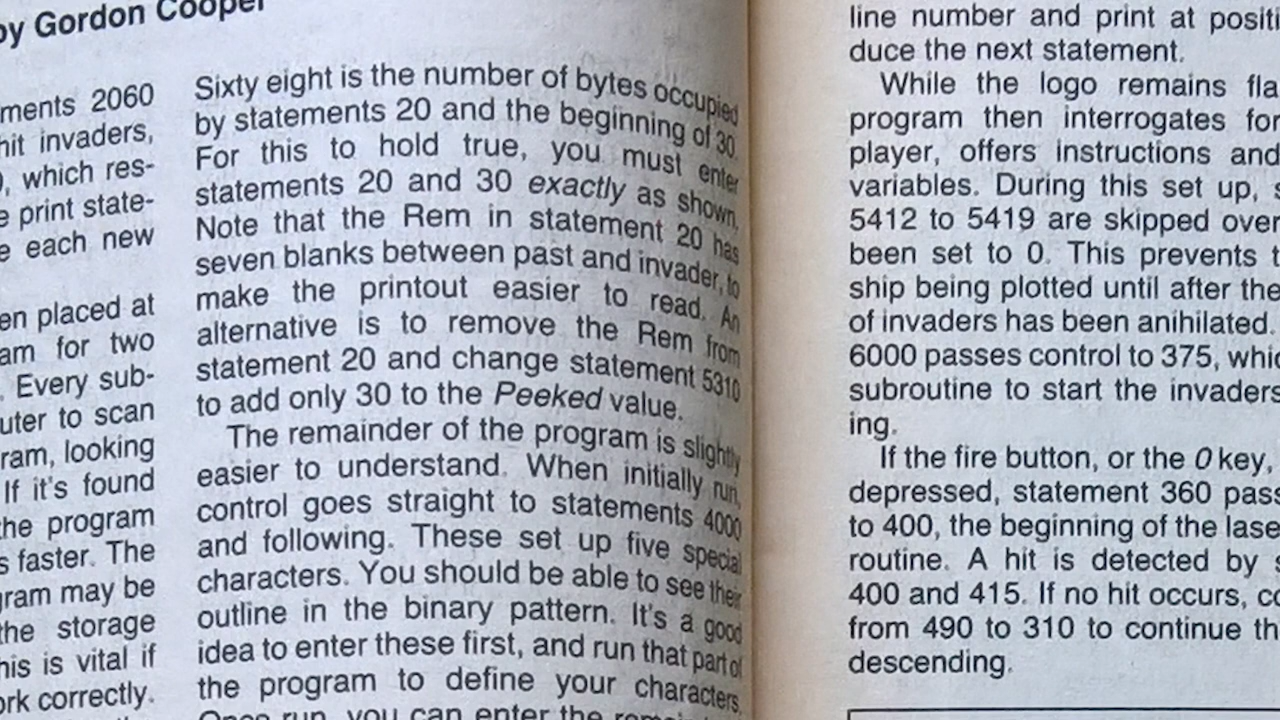 by Gordon Cooper
ments 2060
hit invaders,
, which res-
e print state-
e each new
en placed at
am for two
. Every sub-
uter to scan
ram, looking
If it's found
the program
s faster. The
gram may be
the storage
his is vital if
ork correctly.
Sixty eight is the number of bytes occupied
by statements 20 and the beginning of 30.
For this to hold true, you must enter
statements 20 and 30 exactly as shown.
Note that the Rem in statement 20 has
seven blanks between past and invader, to
make the printout easier to read. An
alternative is to remove the Rem from
statement 20 and change statement 5310
to add only 30 to the Peeked value.
The remainder of the program is slightly
easier to understand. When initially run,
control goes straight to statements 4000
and following. These set up five special
characters. You should be able to see their
outline in the binary pattern. It's a good
idea to enter these first, and run that part of
the program to define your characters.
Once run, you can enter the
line number and print at positi
duce the next statement.
While the logo remains fla
program then interrogates for
player, offers instructions and
variables. During this set up, s
5412 to 5419 are skipped over
been set to 0. This prevents t
ship being plotted until after the
of invaders has been anihilated.
6000 passes control to 375, whic
subroutine to start the invaders
ing.
If the fire button, or the 0 key,
depressed, statement 360 pass
to 400, the beginning of the lase
routine. A hit is detected by s
400 and 415. If no hit occurs, co
from 490 to 310 to continue th
descending.